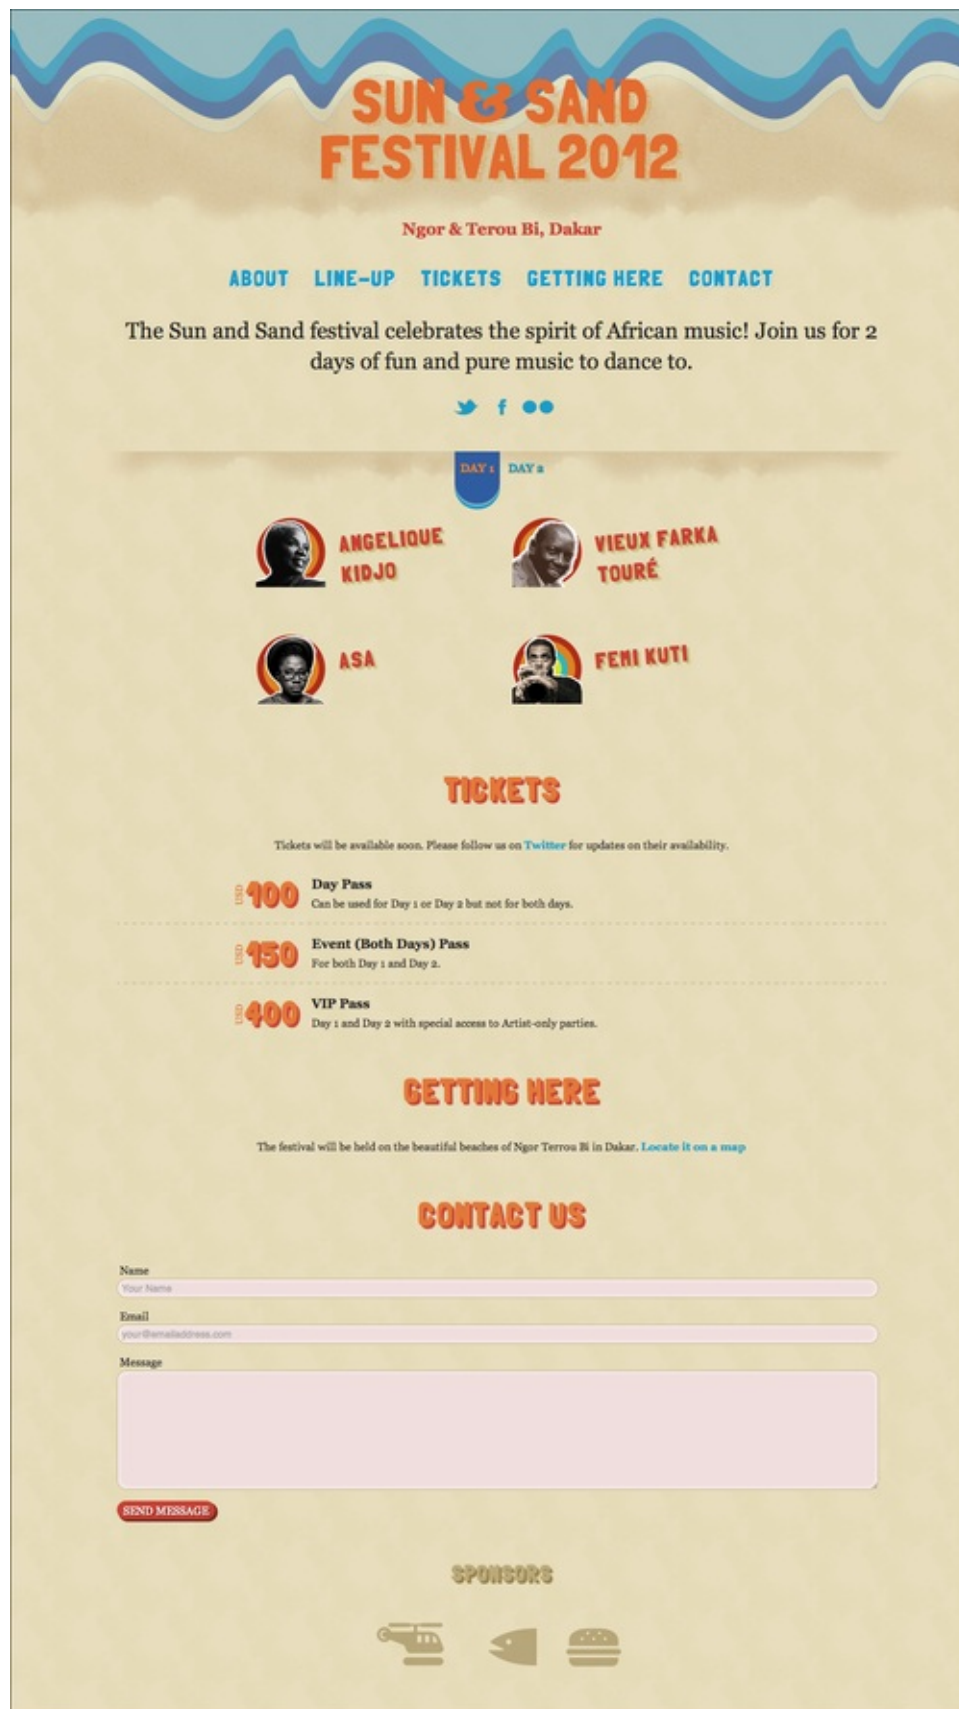 SUN & SAND
FESTIVAL 2012
Ngor & Terou Bi, Dakar
ABOUT LINE-UP TICKETS GETTING HERE CONTACT
The Sun and Sand festival celebrates the spirit of African music! Join us for 2
days of fun and pure music to dance to.
DAY 1 DAY 2
ANGELIQUE
KIDJO
VIEUX FARKA
TOURÉ
ASA
FEMI KUTI
TICKETS
Tickets will be available soon. Please follow us on Twitter for updates on their availability.
USD 100 Day Pass
Can be used for Day 1 or Day 2 but not for both days.
USD 150 Event (Both Days) Pass
For both Day 1 and Day 2.
USD 400 VIP Pass
Day 1 and Day 2 with special access to Artist-only parties.
GETTING HERE
The festival will be held on the beautiful beaches of Ngor Terrou Bi in Dakar. Locate it on a map
CONTACT US
Name
Your Name
Email
your@emailaddress.com
Message
SEND MESSAGE
SPONSORS